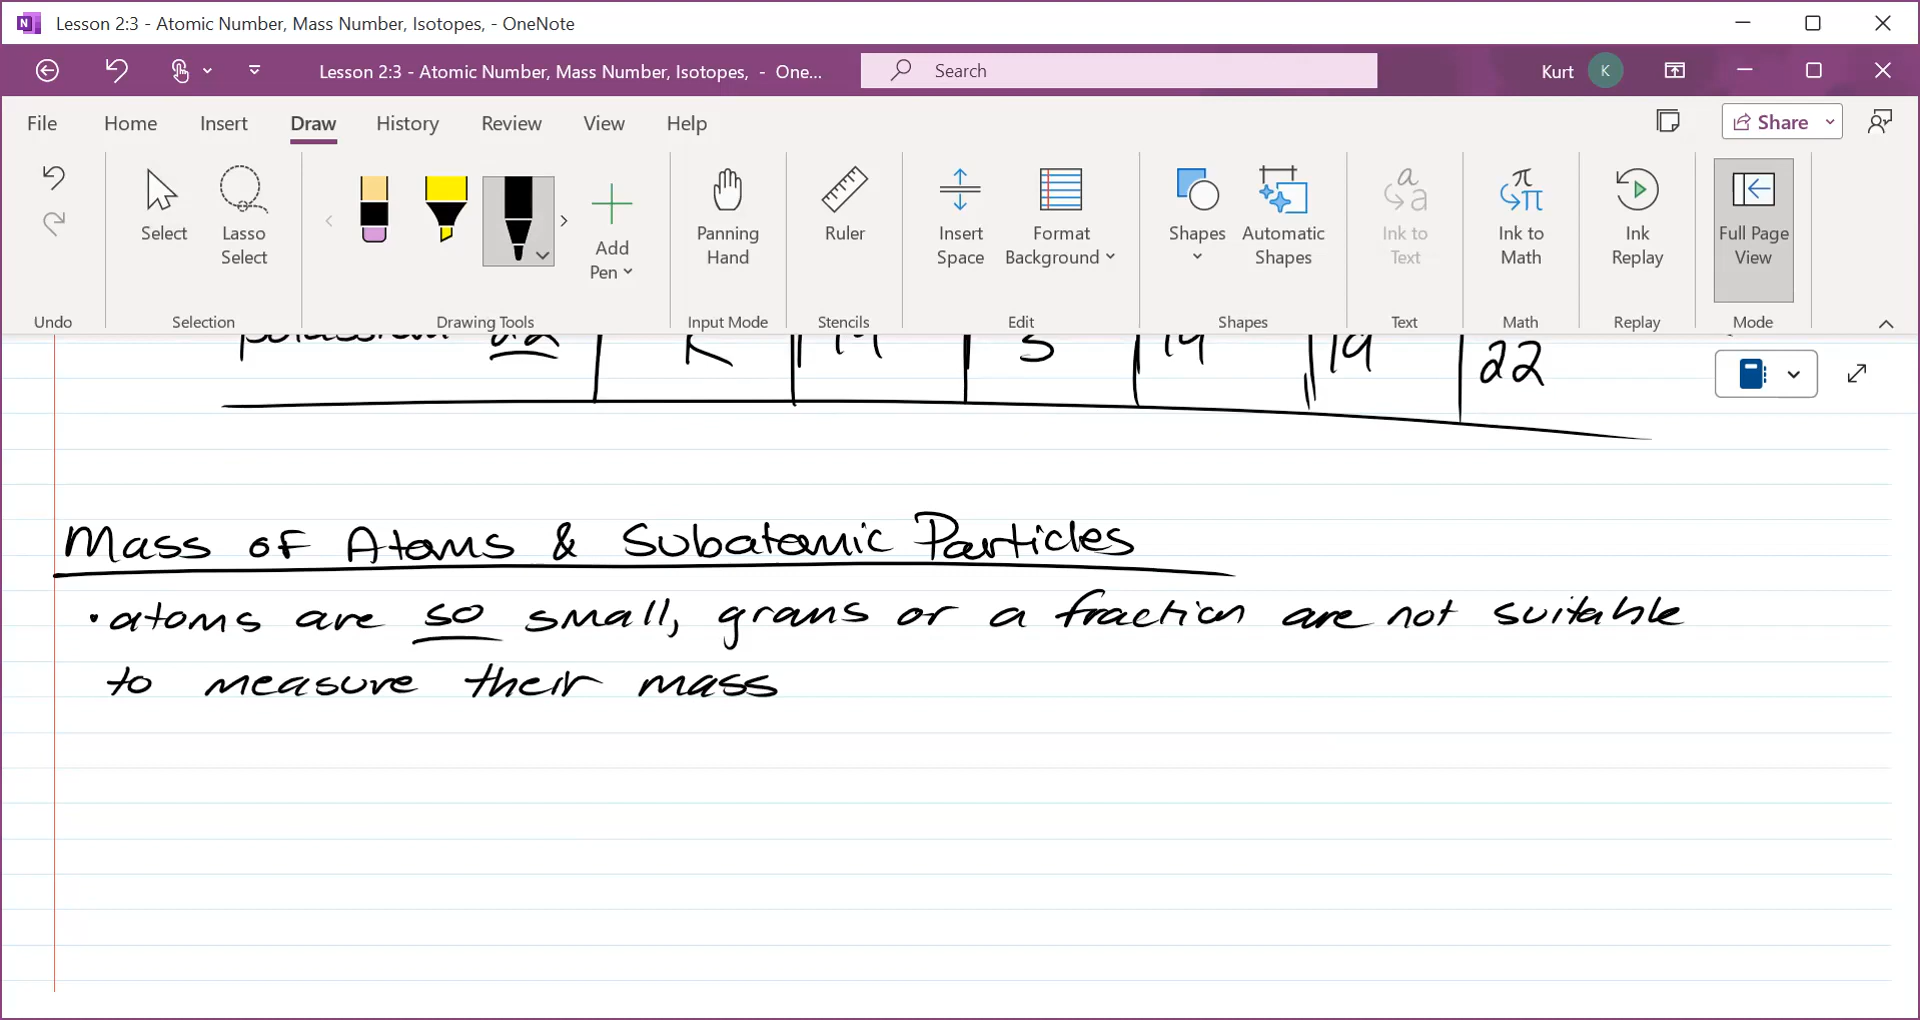 Lesson 2:3 - Atomic Number, Mass Number, Isotopes, - OneNote
Lesson 2:3 - Atomic Number, Mass Number, Isotopes, - One...
Search
Kurt
K
File
Home
Insert
Draw
History
Review
View
Help
Share
Select
Lasso Select
Add Pen
Panning Hand
Ruler
Insert Space
Format Background
Shapes
Automatic Shapes
Ink to Text
Ink to Math
Ink Replay
Full Page View
Undo
Selection
Drawing Tools
Input Mode
Stencils
Edit
Shapes
Text
Math
Replay
Mode
K 19 19 19 22
Mass of Atoms & Subatomic Particles
• atoms are so small, grams or a fraction are not suitable
to measure their mass